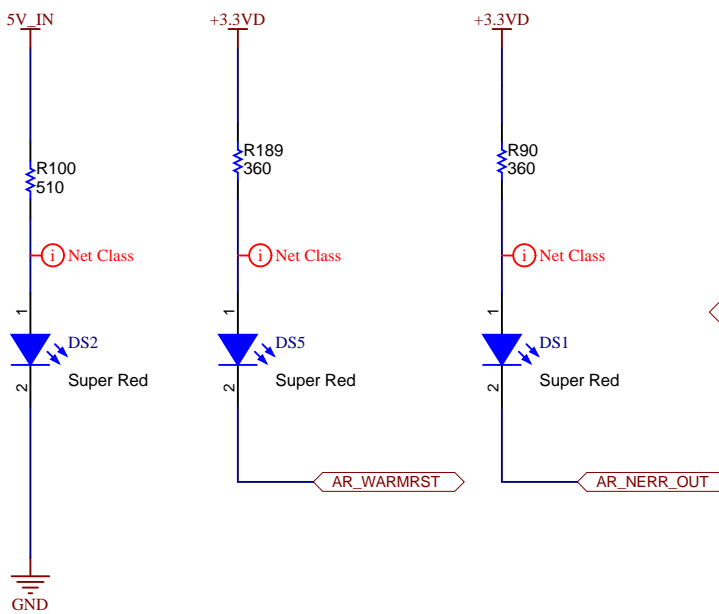 5V_IN
+3.3VD
+3.3VD
R100
510
R189
360
R90
360
i Net Class
i Net Class
i Net Class
1
DS2
2
Super Red
1
DS5
2
Super Red
1
DS1
2
Super Red
AR_WARMRST
AR_NERR_OUT
GND